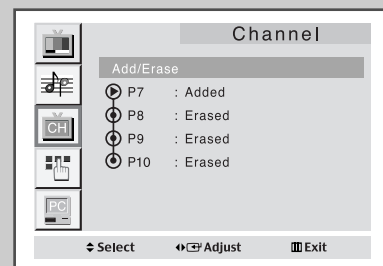 Channel
Add/Erase
P7 : Added
P8 : Erased
P9 : Erased
P10 : Erased
CH
PC
Select Adjust Exit